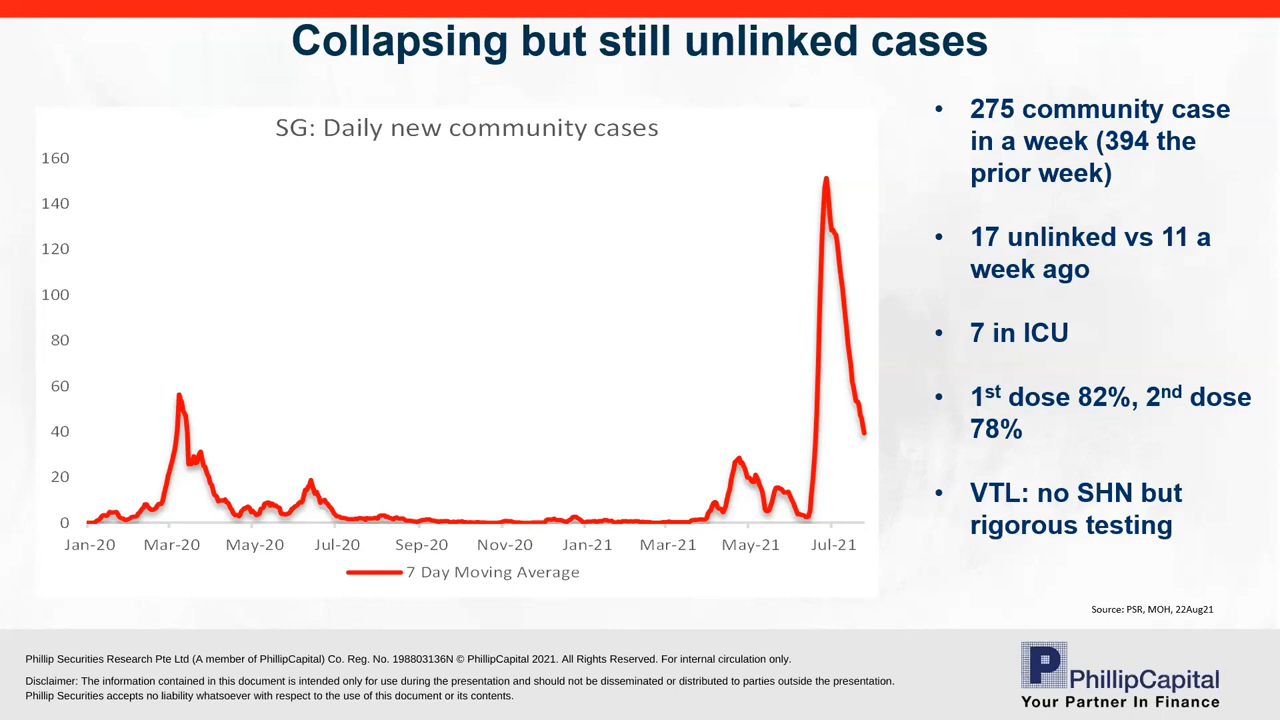 Collapsing but still unlinked cases
SG: Daily new community cases
160
140
120
100
80
60
40
20
0
Jan-20 Mar-20 May-20 Jul-20 Sep-20 Nov-20 Jan-21 Mar-21 May-21 Jul-21
7 Day Moving Average
• 275 community case
in a week (394 the
prior week)
• 17 unlinked vs 11 a
week ago
• 7 in ICU
• 1st dose 82%, 2nd dose
78%
• VTL: no SHN but
rigorous testing
Source: PSR, MOH, 22Aug21
Phillip Securities Research Pte Ltd (A member of PhillipCapital) Co. Reg. No. 198803136N © PhillipCapital 2021. All Rights Reserved. For internal circulation only.
Disclaimer: The information contained in this document is intended only for use during the presentation and should not be disseminated or distributed to parties outside the presentation.
Phillip Securities accepts no liability whatsoever with respect to the use of this document or its contents.
P PhillipCapital
Your Partner In Finance